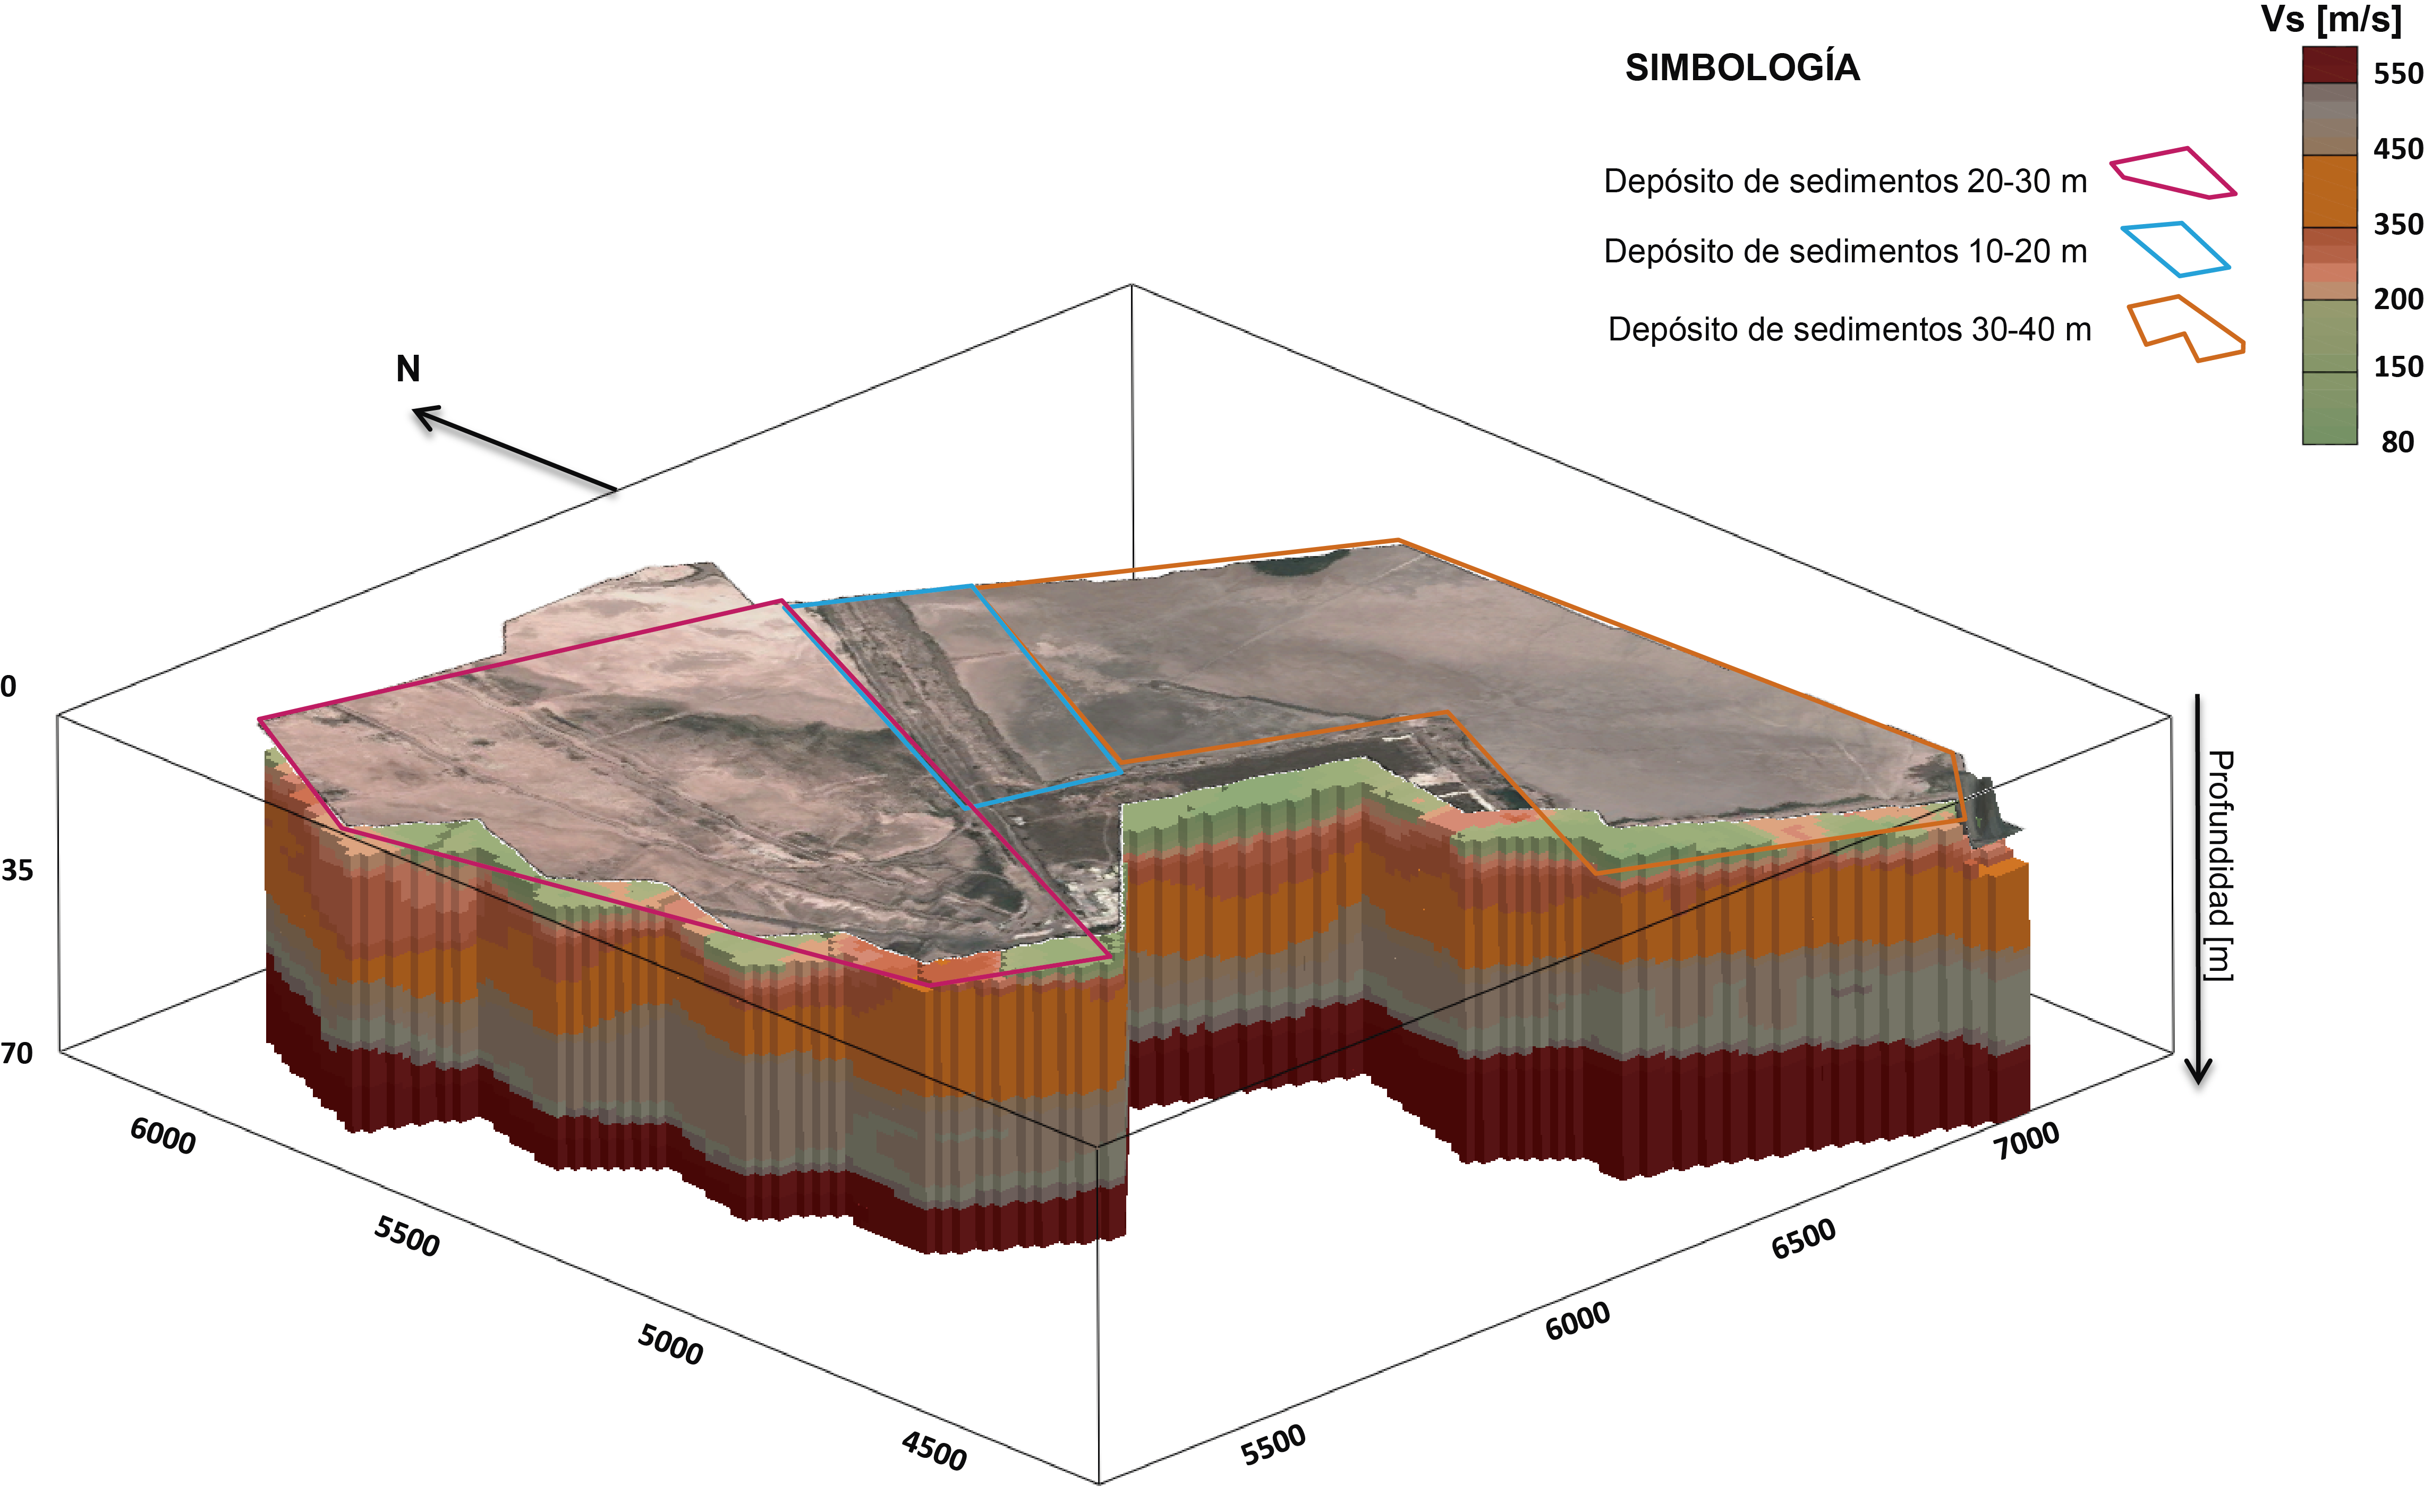 Vs [m/s]
SIMBOLOGÍA
550
450
350
200
150
80
Depósito de sedimentos 20-30 m
Depósito de sedimentos 10-20 m
Depósito de sedimentos 30-40 m
N
0
35
70
Profundidad [m]
6000
5500
5000
4500
5500
6000
6500
7000